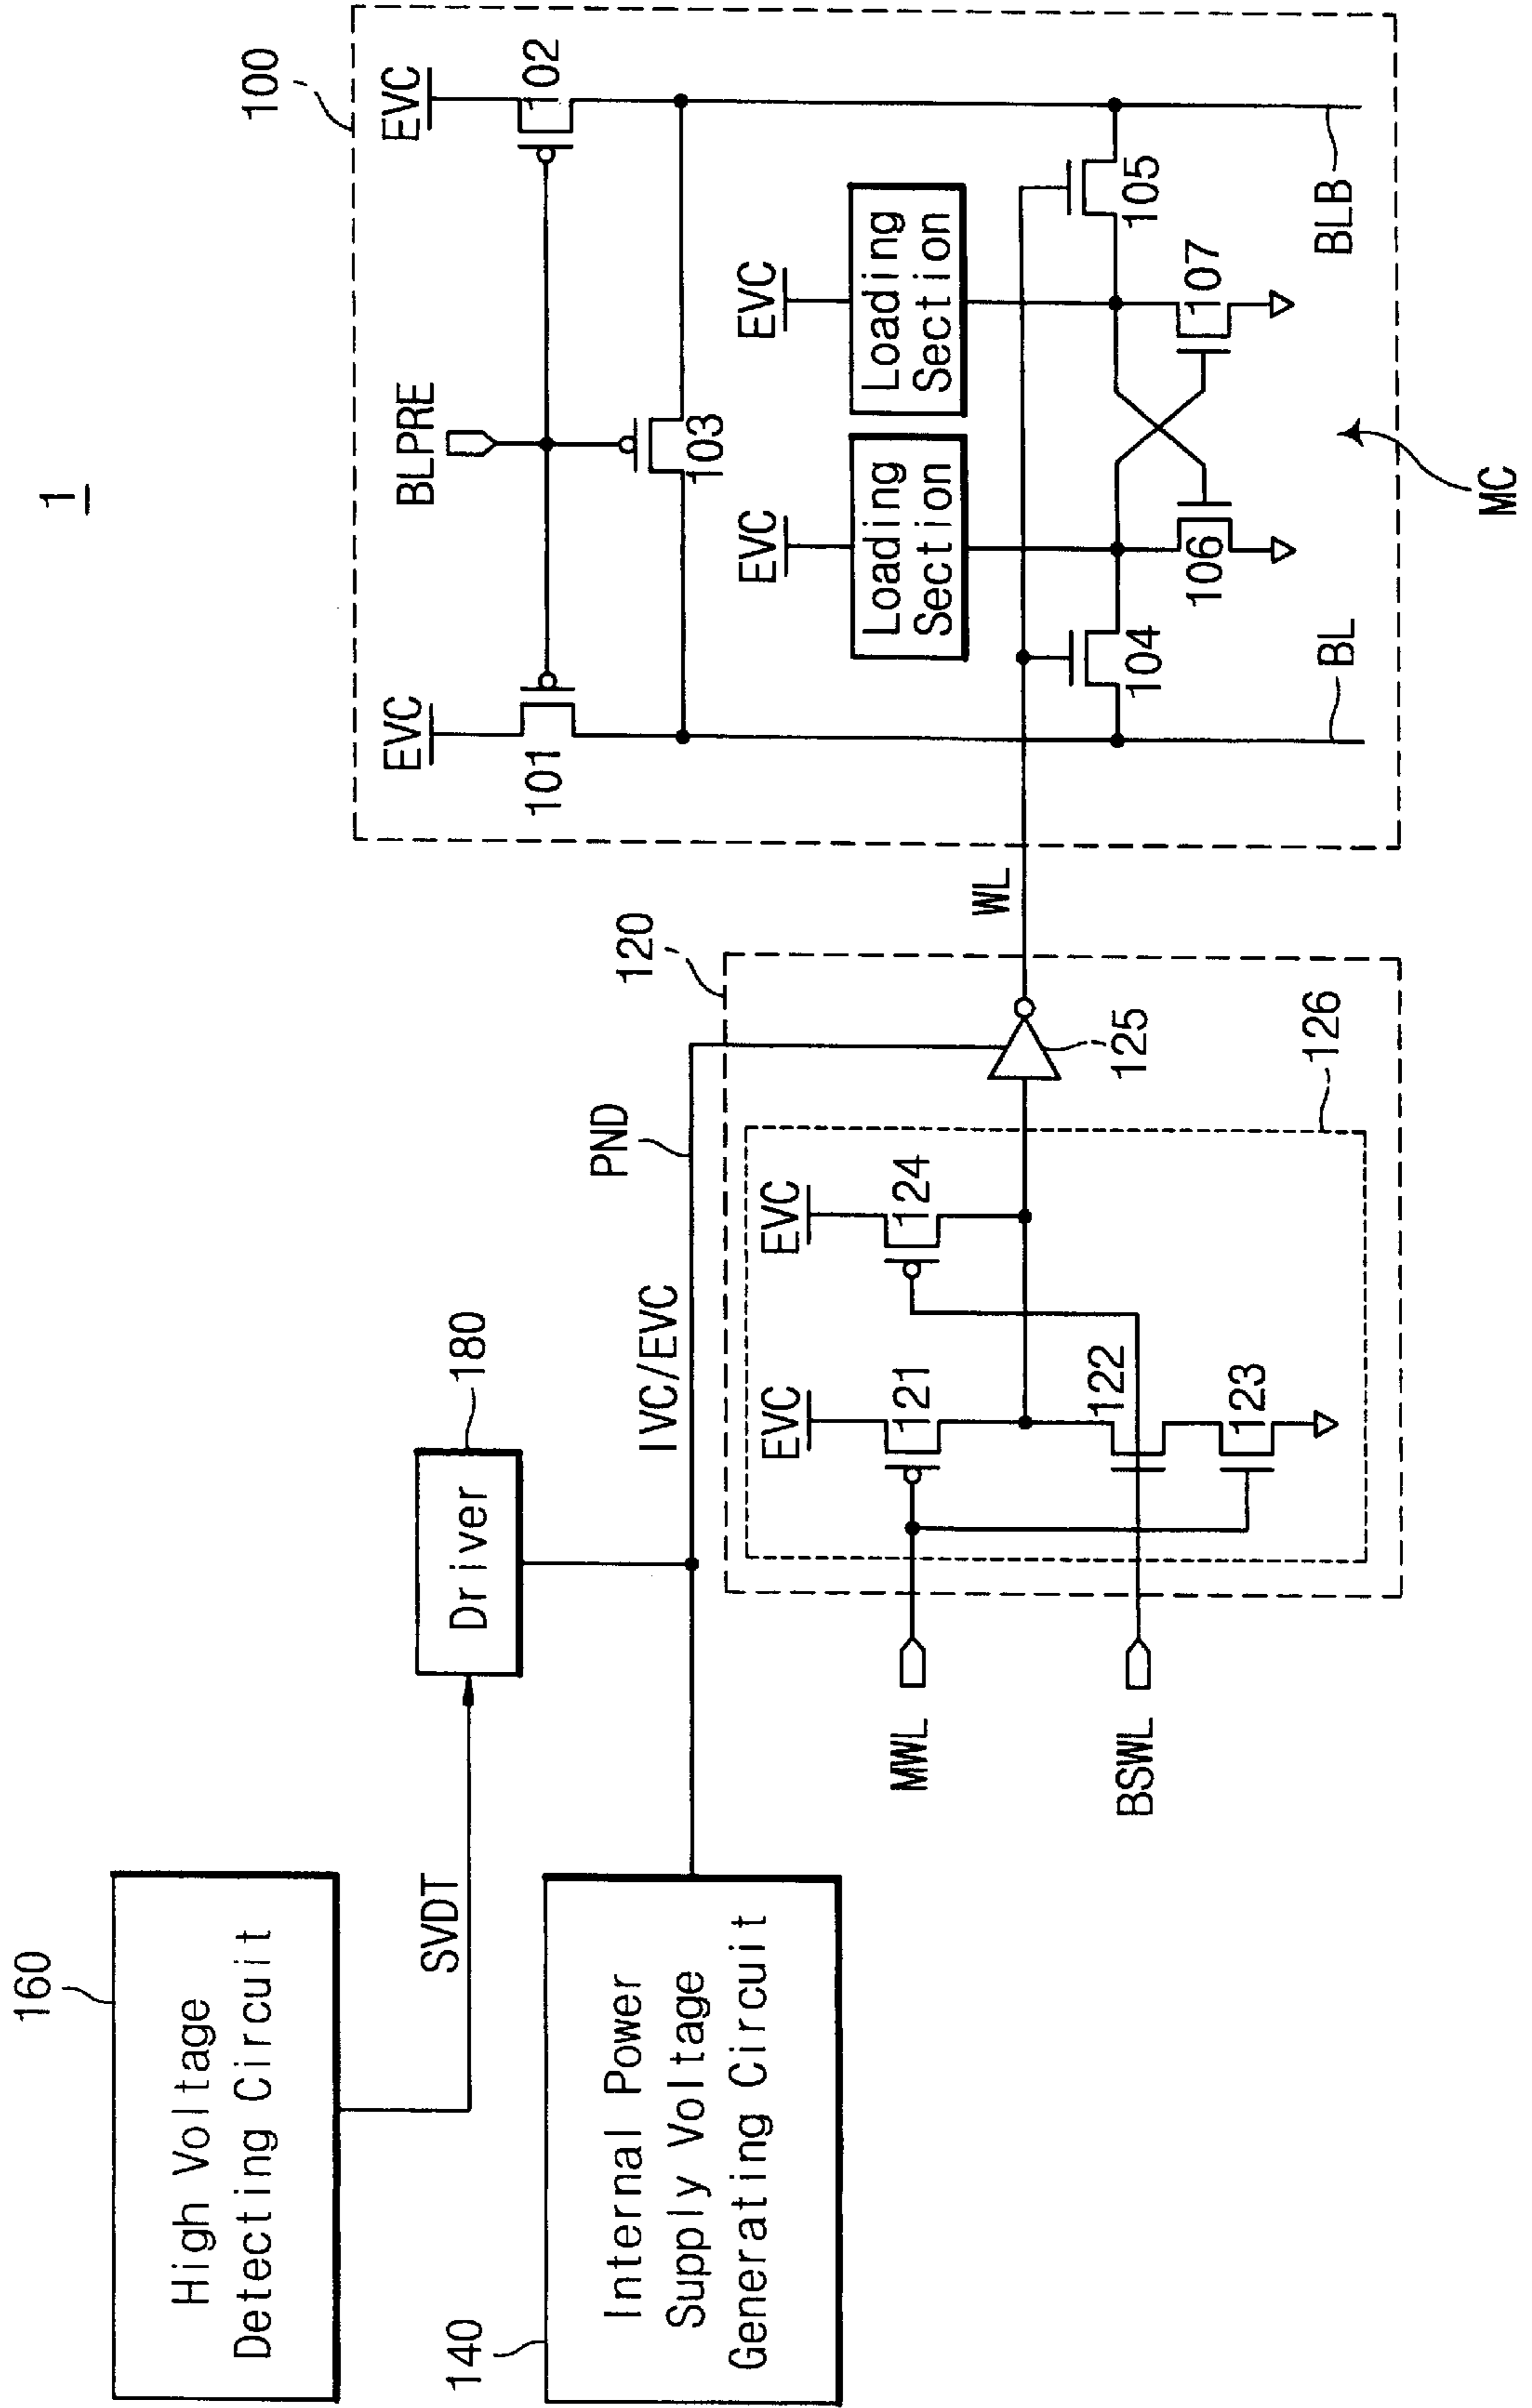 1
160
High Voltage
Detecting Circuit
SVDT
140
Internal Power
Supply Voltage
Generating Circuit
180
Driver
IVC/EVC
PND
120
MWL
BSWL
EVC
121
122
123
EVC
124
125
126
WL
100
EVC
101
BLPRE
103
EVC
102
EVC
Loading
Section
EVC
Loading
Section
104
105
106
107
BL
BLB
MC